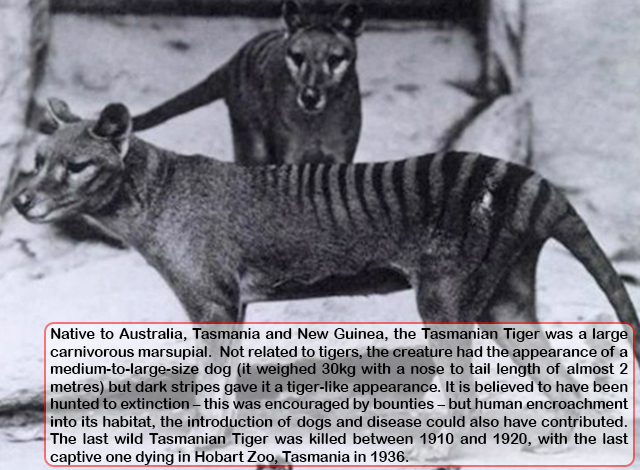 Native to Australia, Tasmania and New Guinea, the Tasmanian Tiger was a large
carnivorous marsupial. Not related to tigers, the creature had the appearance of a
medium-to-large-size dog (it weighed 30kg with a nose to tail length of almost 2
metres) but dark stripes gave it a tiger-like appearance. It is believed to have been
hunted to extinction – this was encouraged by bounties – but human encroachment
into its habitat, the introduction of dogs and disease could also have contributed.
The last wild Tasmanian Tiger was killed between 1910 and 1920, with the last
captive one dying in Hobart Zoo, Tasmania in 1936.